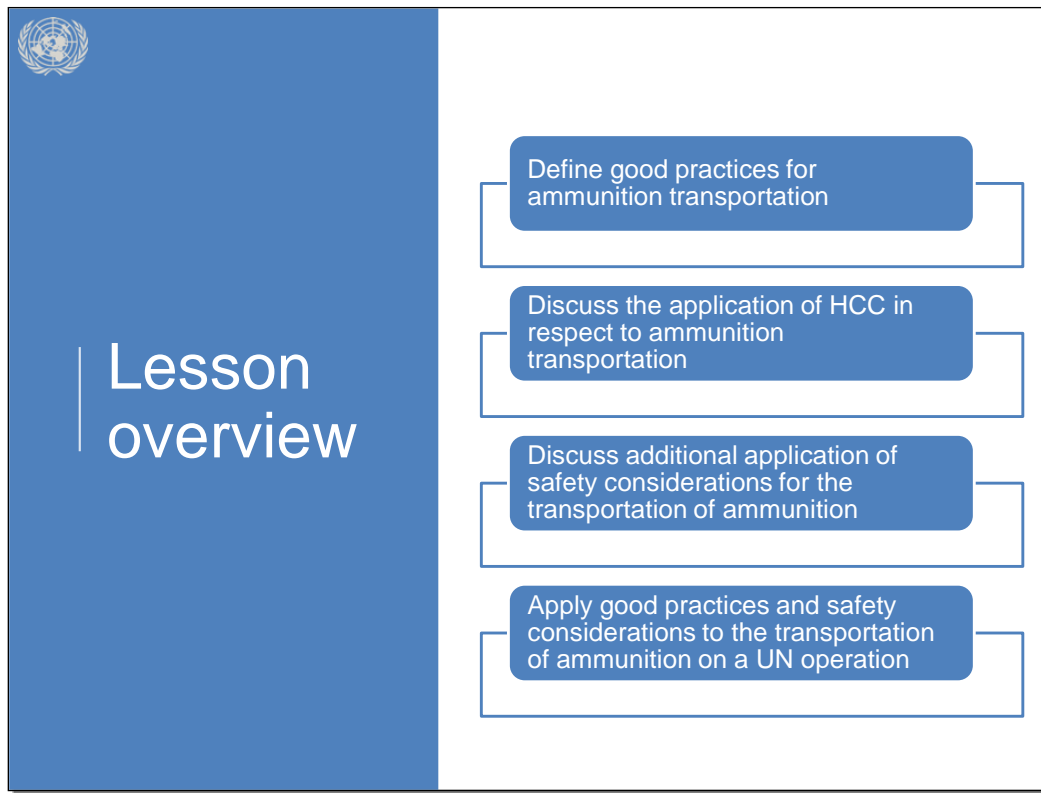 Lesson
overview
Define good practices for
ammunition transportation
Discuss the application of HCC in
respect to ammunition
transportation
Discuss additional application of
safety considerations for the
transportation of ammunition
Apply good practices and safety
considerations to the transportation
of ammunition on a UN operation